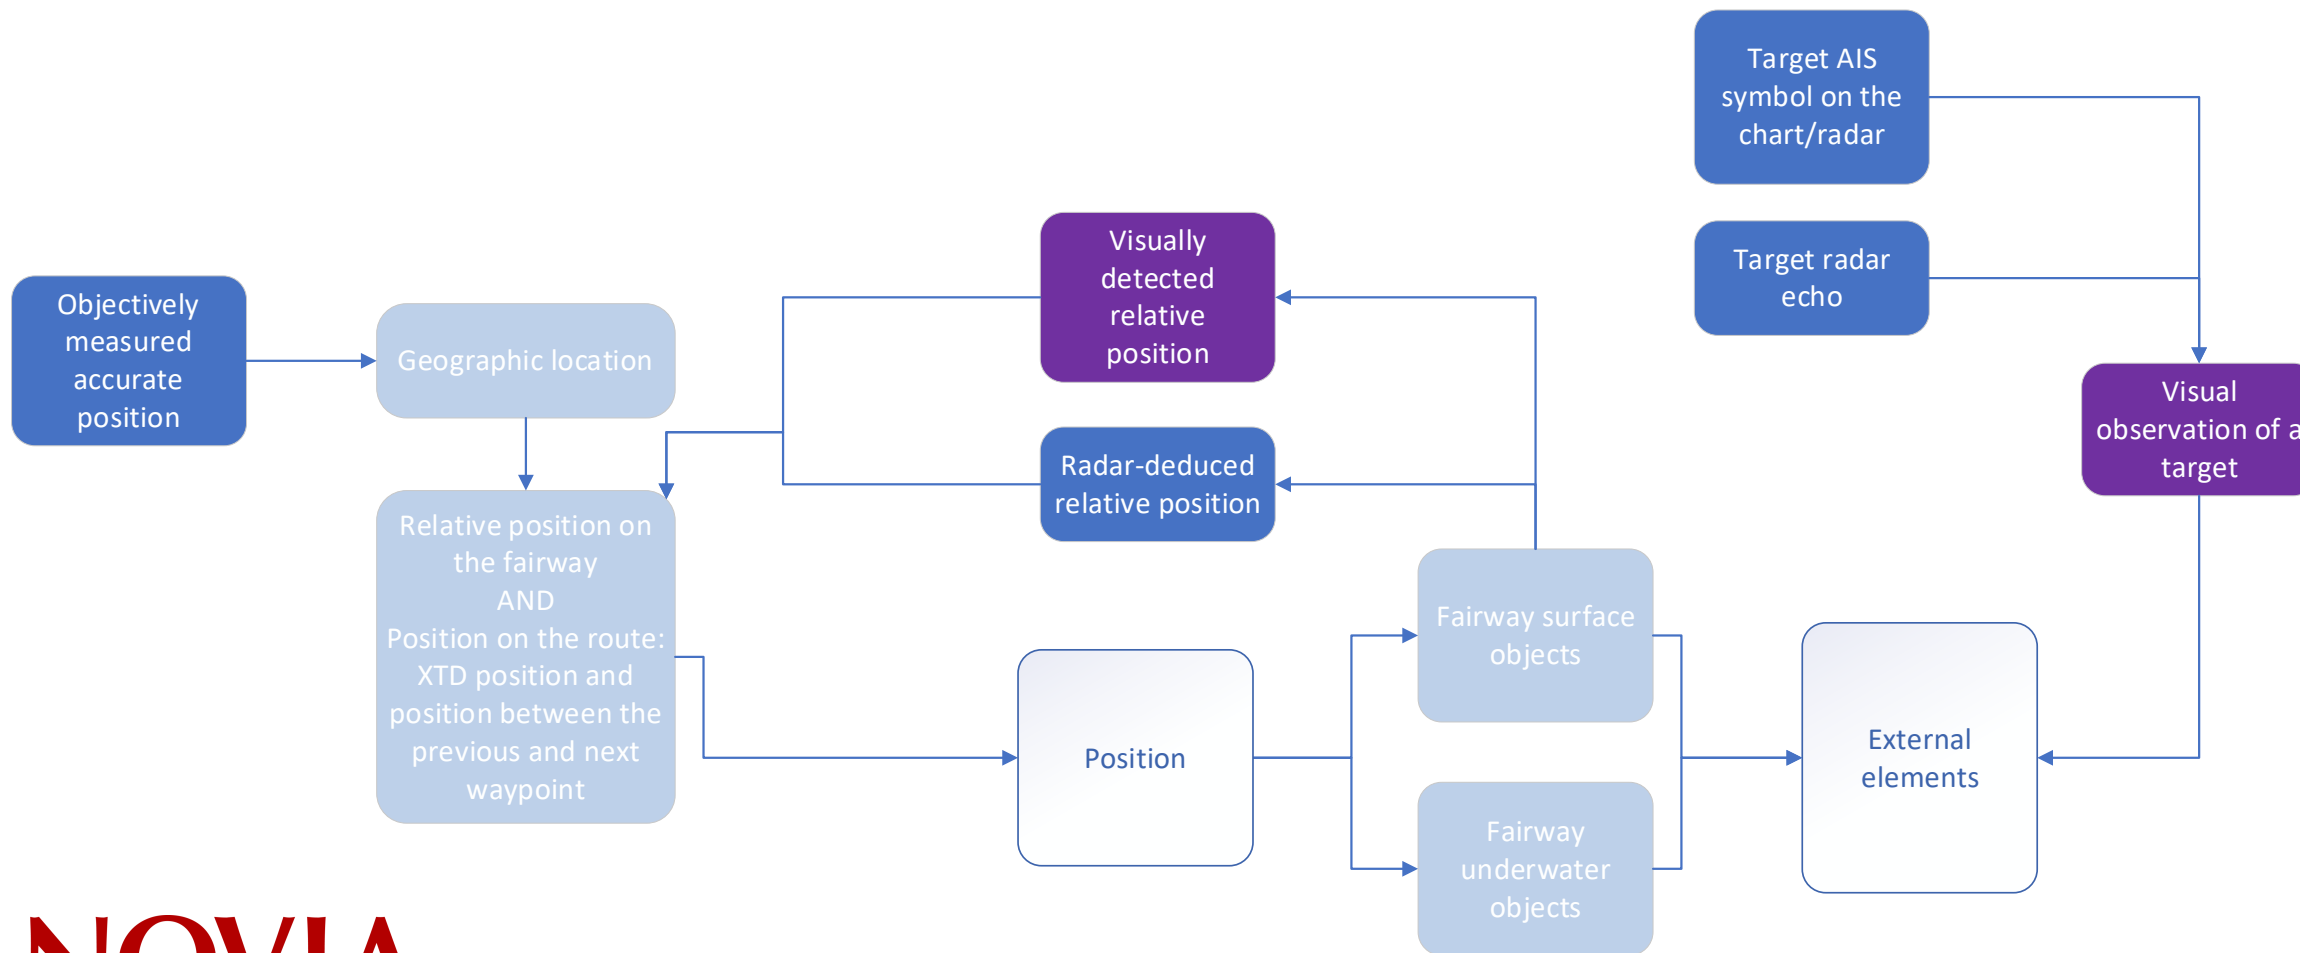 Target AIS
symbol on the
chart/radar
Target radar
echo
Visually
detected
relative
position
Objectively
measured
accurate
position
Geographic location
Visual
observation of a
target
Radar-deduced
relative position
Relative position on
the fairway
AND
Position on the route:
XTD position and
position between the
previous and next
waypoint
Fairway surface
objects
Position
External
elements
Fairway
underwater
objects
NOVIA